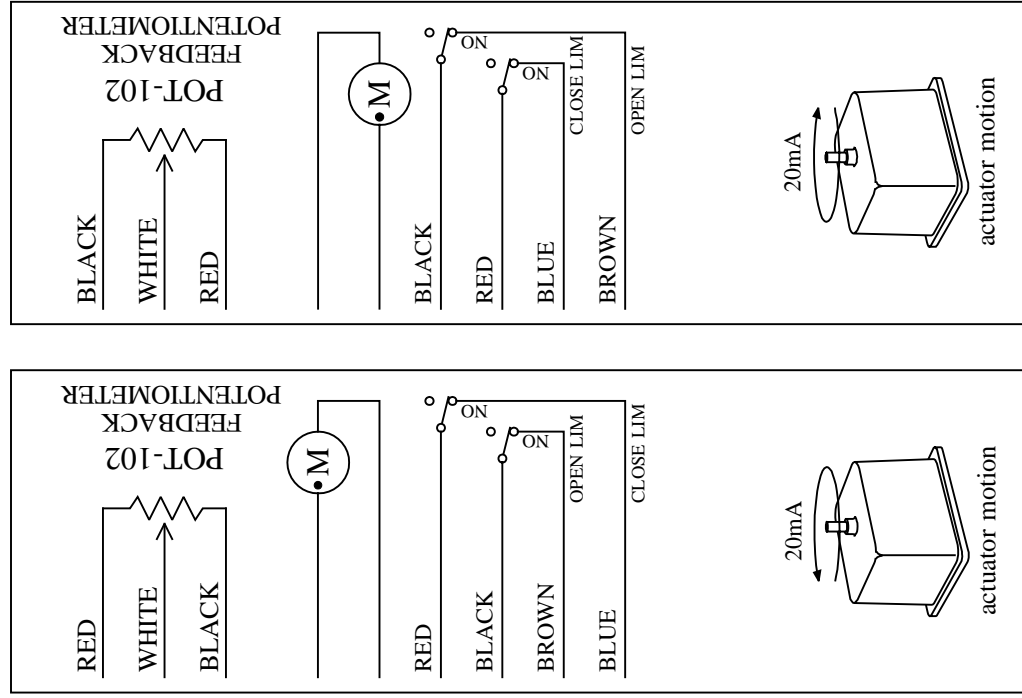 POTENTIOMETER
FEEDBACK
POT-102
BLACK
WHITE
RED
M
BLACK
RED
BLUE
BROWN
ON
ON
CLOSE LIM
OPEN LIM
20mA
actuator motion
POTENTIOMETER
FEEDBACK
POT-102
RED
WHITE
BLACK
M
RED
BLACK
BROWN
BLUE
ON
ON
OPEN LIM
CLOSE LIM
20mA
actuator motion